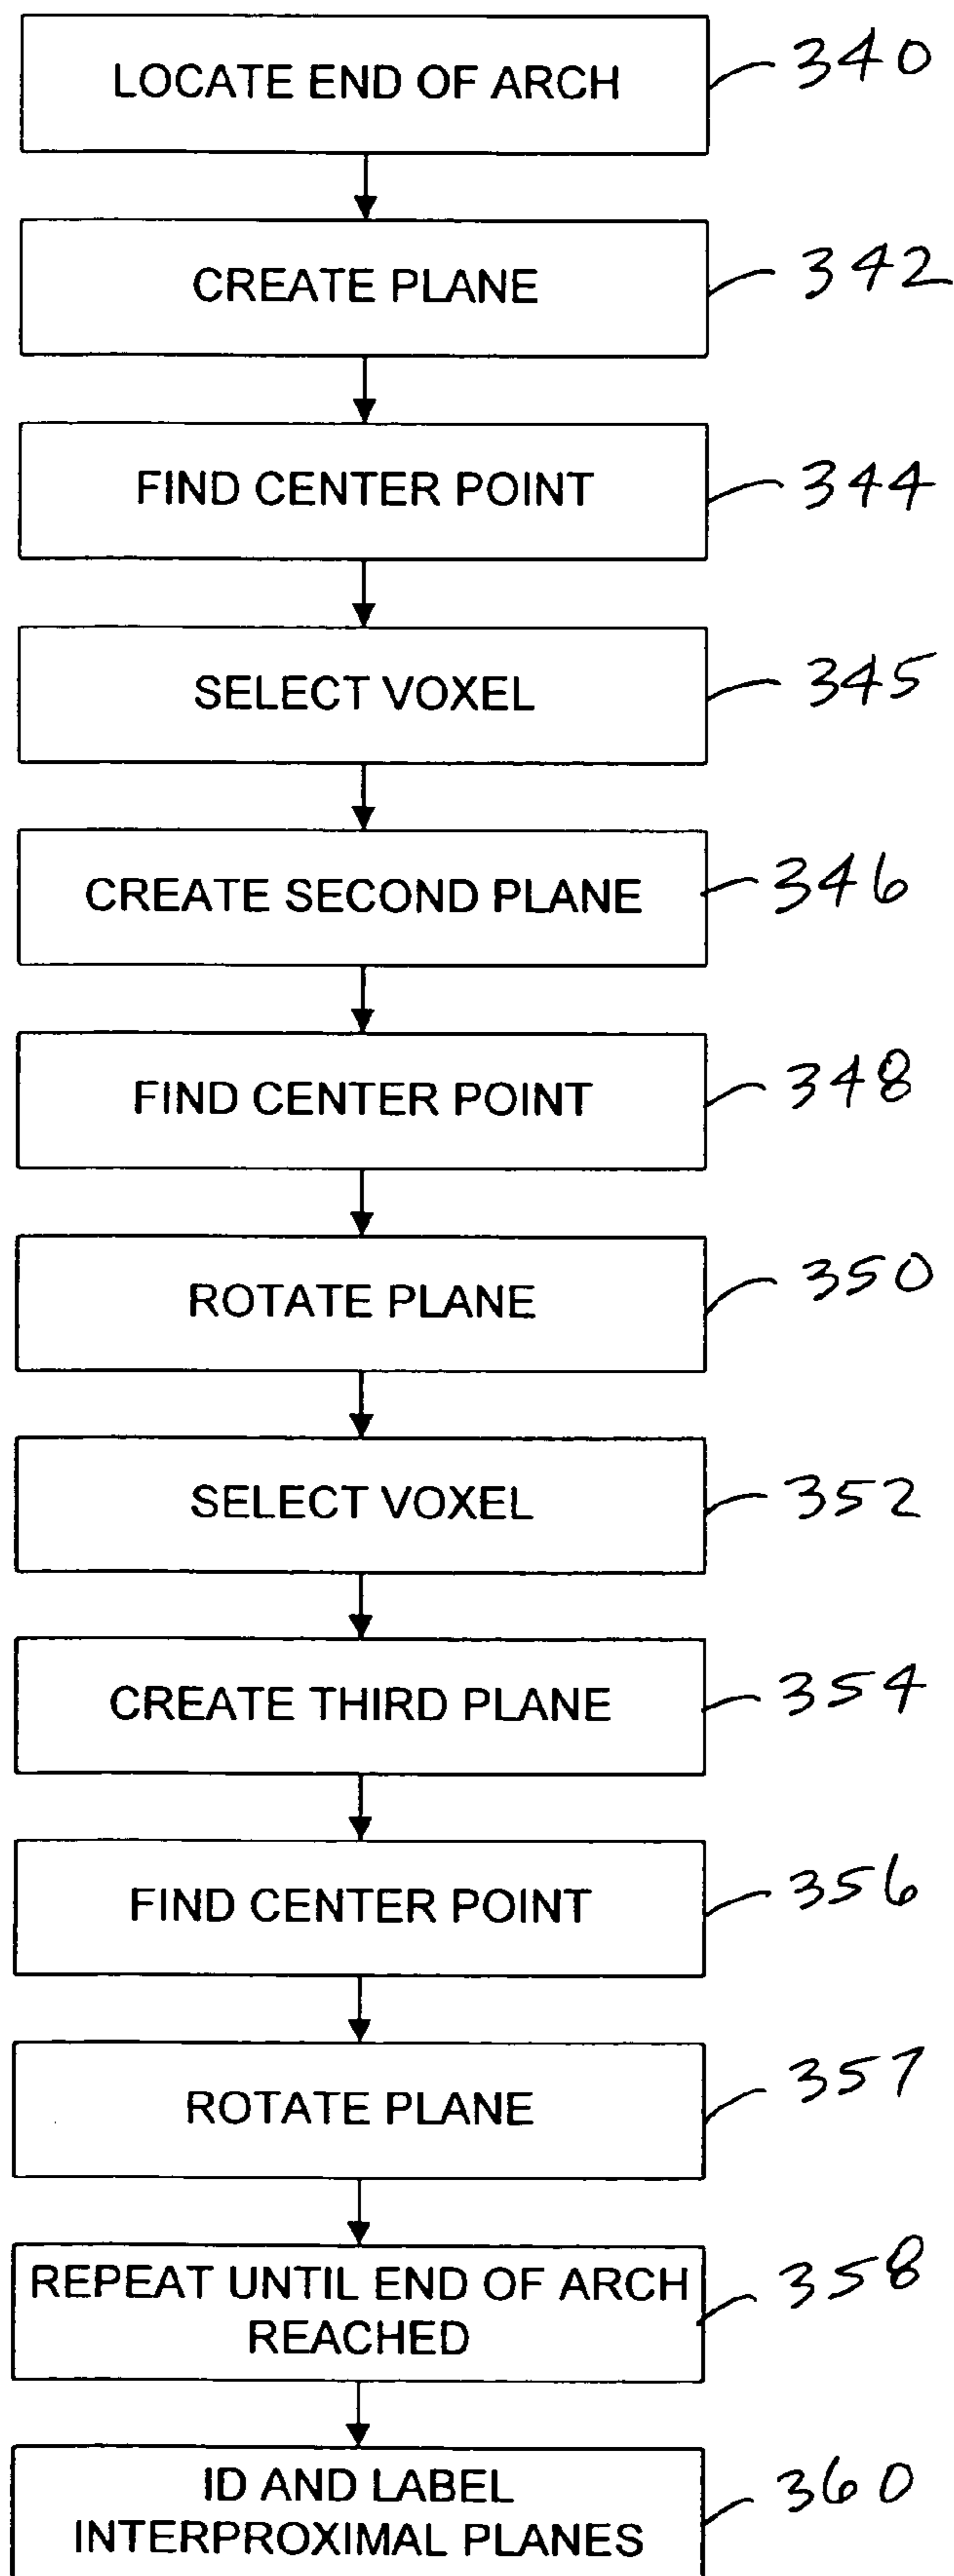 LOCATE END OF ARCH
340
CREATE PLANE
342
FIND CENTER POINT
344
SELECT VOXEL
345
CREATE SECOND PLANE
346
FIND CENTER POINT
348
ROTATE PLANE
350
SELECT VOXEL
352
CREATE THIRD PLANE
354
FIND CENTER POINT
356
ROTATE PLANE
357
REPEAT UNTIL END OF ARCH
REACHED
358
ID AND LABEL
INTERPROXIMAL PLANES
360